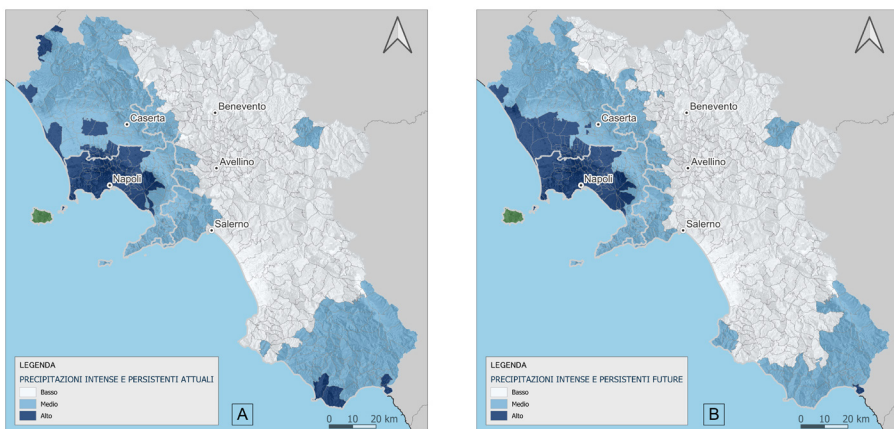 Benevento
Caserta
Avellino
Napoli
Salerno
LEGENDA
PRECIPITAZIONI INTENSE E PERSISTENTI ATTUALI
Basso
Medio
Alto
A
0 10 20 km
Benevento
Caserta
Avellino
Napoli
Salerno
LEGENDA
PRECIPITAZIONI INTENSE E PERSISTENTI FUTURE
Basso
Medio
Alto
B
0 10 20 km